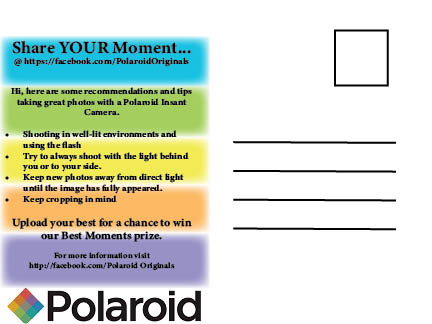 Share YOUR Moment...
@ https://facebook.com/PolaroidOriginals
Hi, here are some recommendations and tips
taking great photos with a Polaroid Insant
Camera.
• Shooting in well-lit environments and
using the flash
• Try to always shoot with the light behind
you or to your side.
• Keep new photos away from direct light
until the image has fully appeared.
• Keep cropping in mind
Upload your best for a chance to win
our Best Moments prize.
For more information visit
http://facebook.com/Polaroid Originals
Polaroid